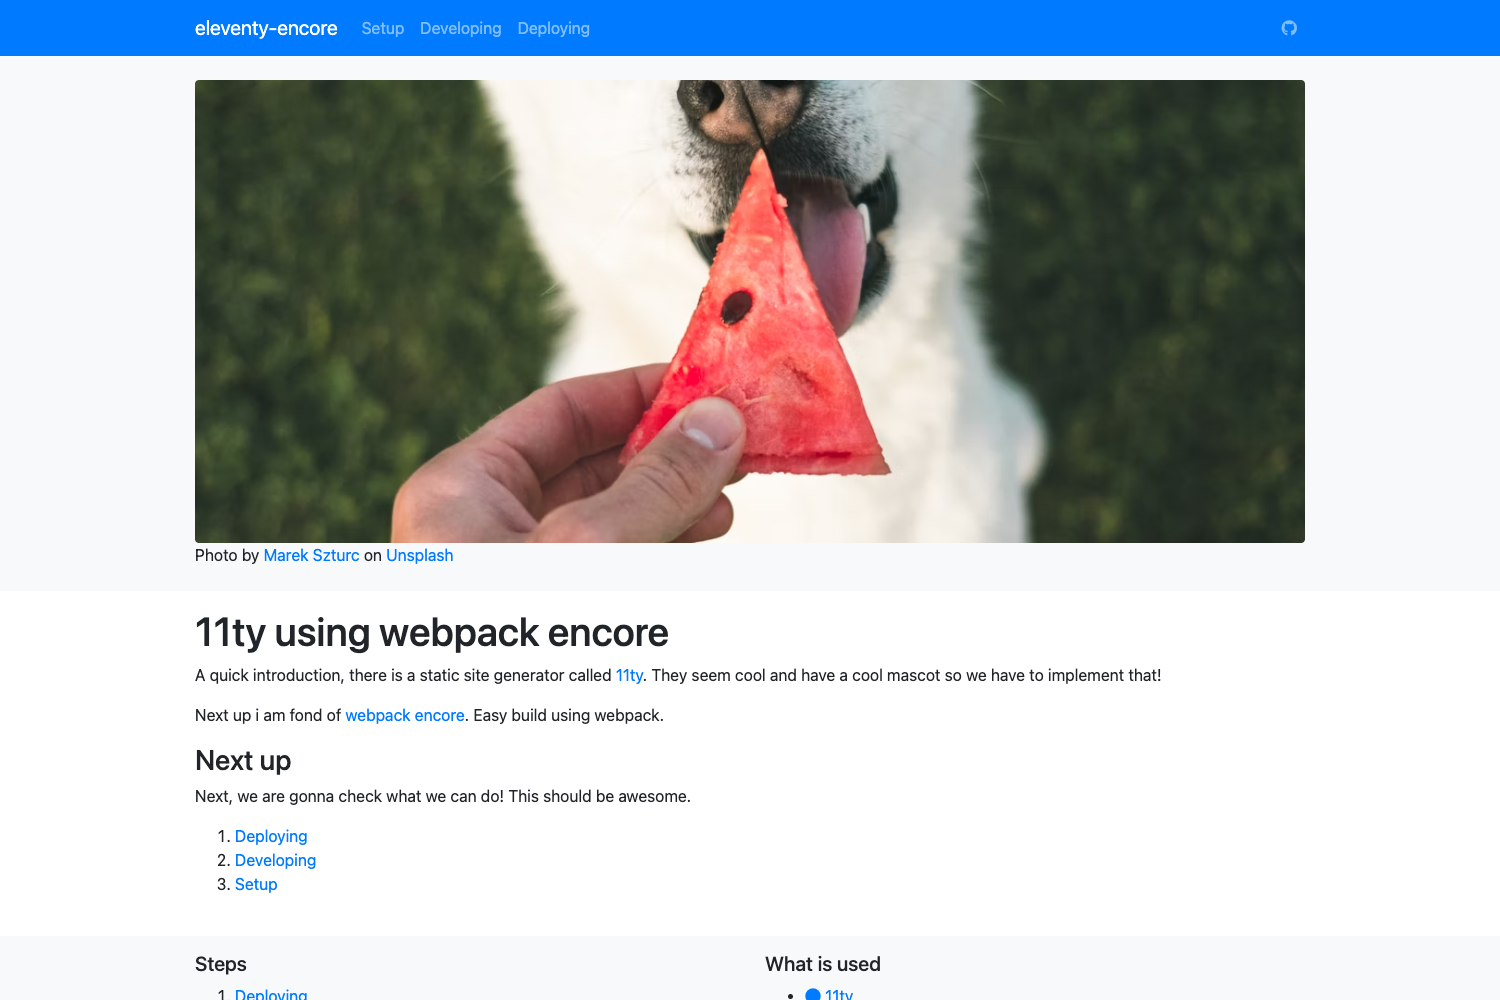 eleventy-encore Setup Developing Deploying
Photo by Marek Szturc on Unsplash
11ty using webpack encore
A quick introduction, there is a static site generator called 11ty. They seem cool and have a cool mascot so we have to implement that!
Next up i am fond of webpack encore. Easy build using webpack.
Next up
Next, we are gonna check what we can do! This should be awesome.
1. Deploying
2. Developing
3. Setup
Steps
1. Deploying
What is used
11ty